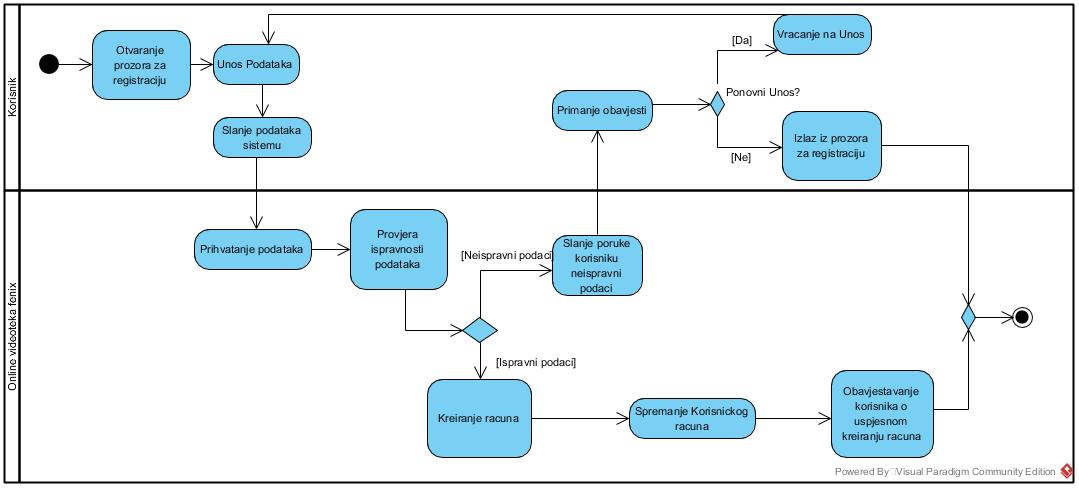 Korisnik
Otvaranje
prozora za
registraciju
Unos Podataka
Slanje podataka
sistemu
Primanje obavjesti
[Da]
Vracanje na Unos
Ponovni Unos?
[Ne]
Izlaz iz prozora
za registraciju
Online videoteka fenix
Prihvatanje podataka
Provjera
ispravnosti
podataka
[Neispravni podaci]
Slanje poruke
korisniku
neispravni
podaci
[Ispravni podaci]
Kreiranje racuna
Spremanje Korisnickog
racuna
Obavjestavanje
korisnika o
uspjesnom
kreiranju racuna
Powered By Visual Paradigm Community Edition